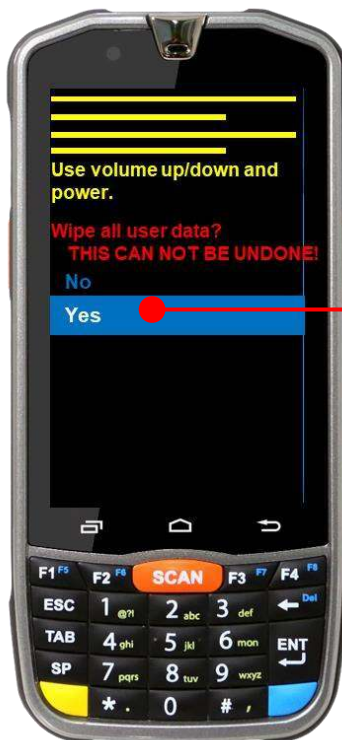 Use volume up/down and
power.
Wipe all user data?
THIS CAN NOT BE UNDONE!
No
Yes
F1 F5 F2 F6 SCAN F3 F7 F4 F8
ESC 1 @?! 2 abc 3 def ← Del
TAB 4 ghi 5 jkl 6 mon ENT
SP 7 pqrs 8 tuv 9 wxyz
* . 0 # ,